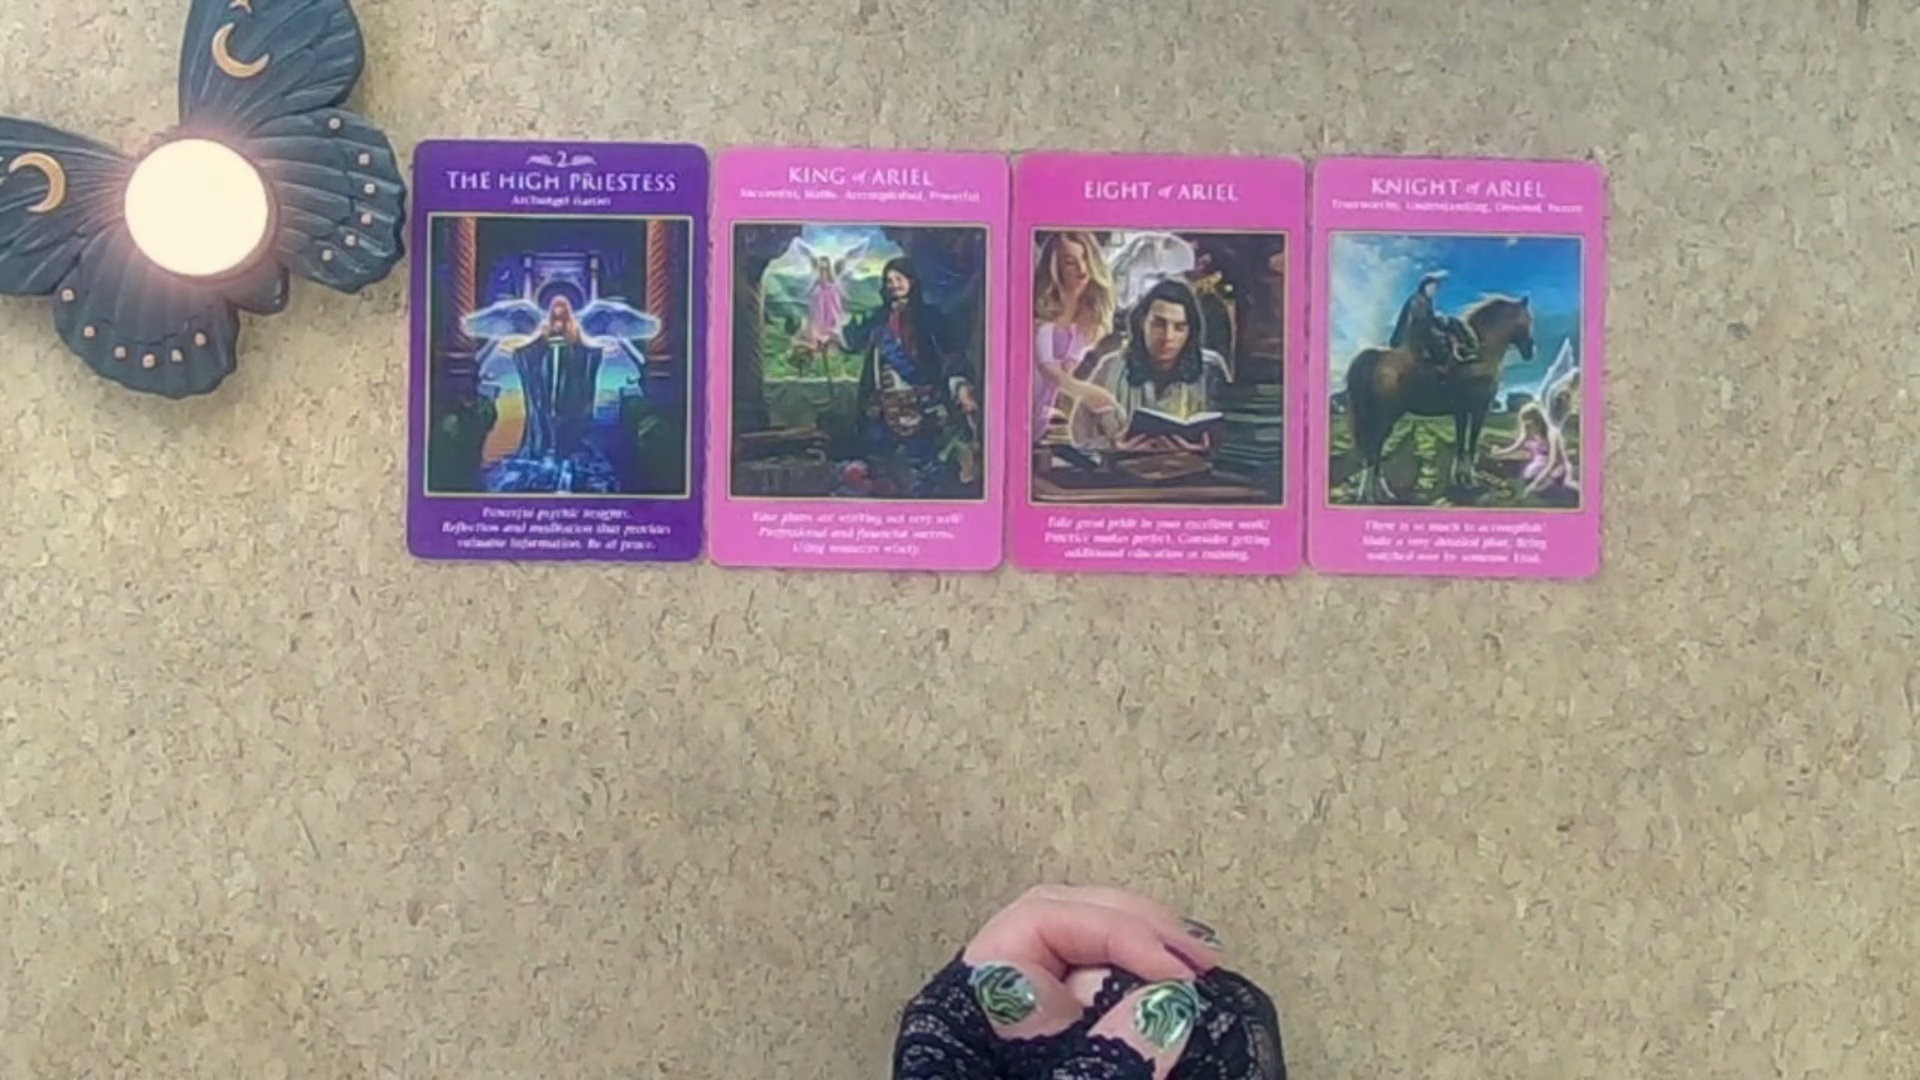 2
THE HIGH PRIESTESS
Archangel Haniel
Powerful psychic insights.
Reflection and meditation that provides
valuable information. Be at peace.
KING of ARIEL
Successful, Stable, Accomplished, Powerful
Your plans are working out very well!
Professional and financial success.
Using resources wisely.
EIGHT of ARIEL
Take great pride in your excellent work!
Practice makes perfect. Consider getting
additional education or training.
KNIGHT of ARIEL
Trustworthy, Understanding, Devoted,
There is so much to accomplish!
Make a very detailed plan. Being
watched over by someone kind.